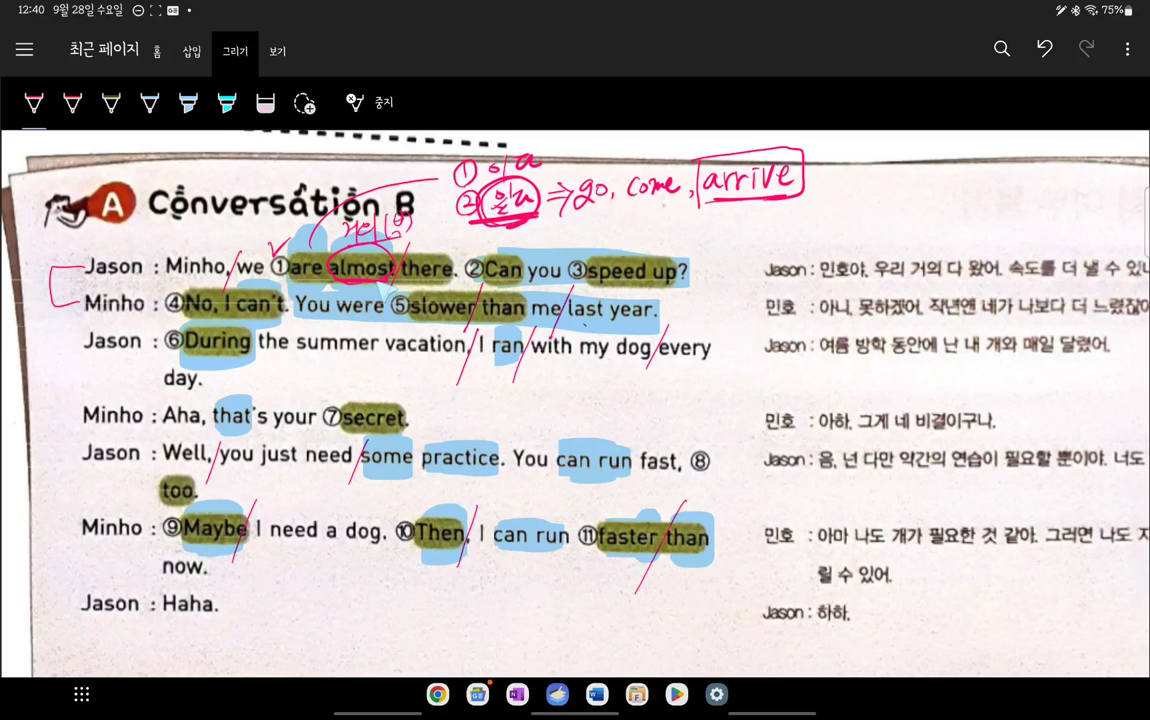 12:40 9월 28일 수요일
75%
최근 페이지 홈 삽입 그리기 보기
중지
① 이다
② 왔다 ⇒ go, come, arrive
A Conversation B
거의(부)
Jason : Minho, we ①are almost there. ②Can you ③speed up?
Minho : ④No, I can't. You were ⑤slower than me last year.
Jason : ⑥During the summer vacation, I ran with my dog every
day.
Minho : Aha, that's your ⑦secret.
Jason : Well, you just need some practice. You can run fast, ⑧
too.
Minho : ⑨Maybe I need a dog. ⑩Then, I can run ⑪faster than
now.
Jason : Haha.
Jason : 민호야, 우리 거의 다 왔어. 속도를 더 낼 수 있
민호 : 아니, 못하겠어. 작년엔 네가 나보다 더 느렸잖
Jason : 여름 방학 동안에 난 내 개와 매일 달렸어.
민호 : 아하, 그게 네 비결이구나.
Jason : 음, 넌 다만 약간의 연습이 필요할 뿐이야. 너도
민호 : 아마 나도 개가 필요한 것 같아. 그러면 나도 지
릴 수 있어.
Jason : 하하.